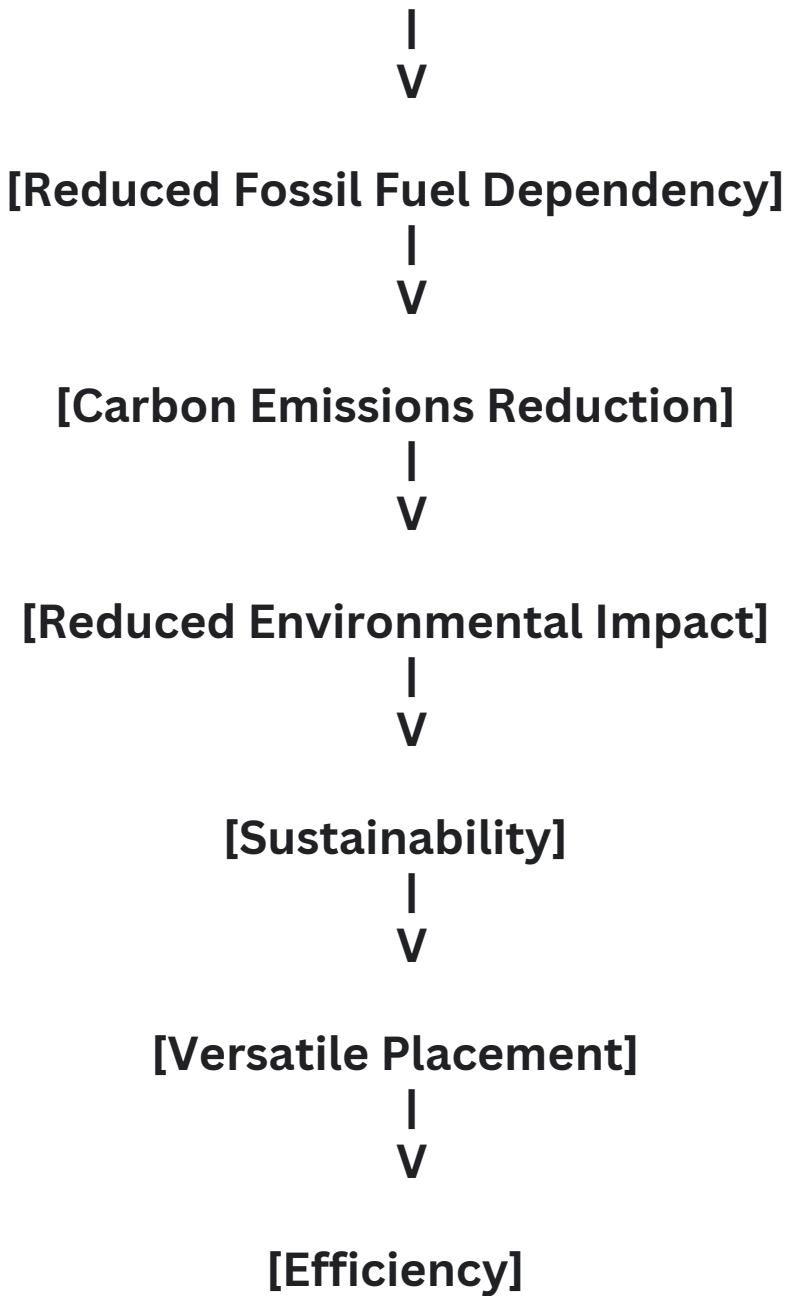 |
V
[Reduced Fossil Fuel Dependency]
|
V
[Carbon Emissions Reduction]
|
V
[Reduced Environmental Impact]
|
V
[Sustainability]
|
V
[Versatile Placement]
|
V
[Efficiency]